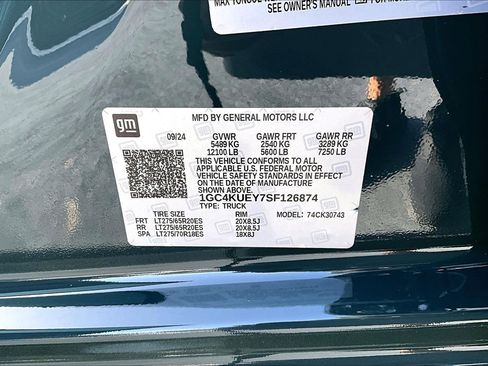 SEE OWNER'S MANUAL
MFD BY GENERAL MOTORS LLC
gm
09/24 GVWR GAWR FRT GAWR RR
5489 KG 2540 KG 3289 KG
12100 LB 5600 LB 7250 LB
THIS VEHICLE CONFORMS TO ALL
APPLICABLE U.S. FEDERAL MOTOR
VEHICLE SAFETY STANDARDS IN EFFECT
ON THE DATE OF MANUFACTURE
SHOWN ABOVE.
1GC4KUEY7SF126874
TYPE: TRUCK
TIRE SIZE RIM MODEL: 74CK30743
FRT LT275/65R20ES 20X8.5J
RR LT275/65R20ES 20X8.5J
SPA LT275/70R18ES 18X8J